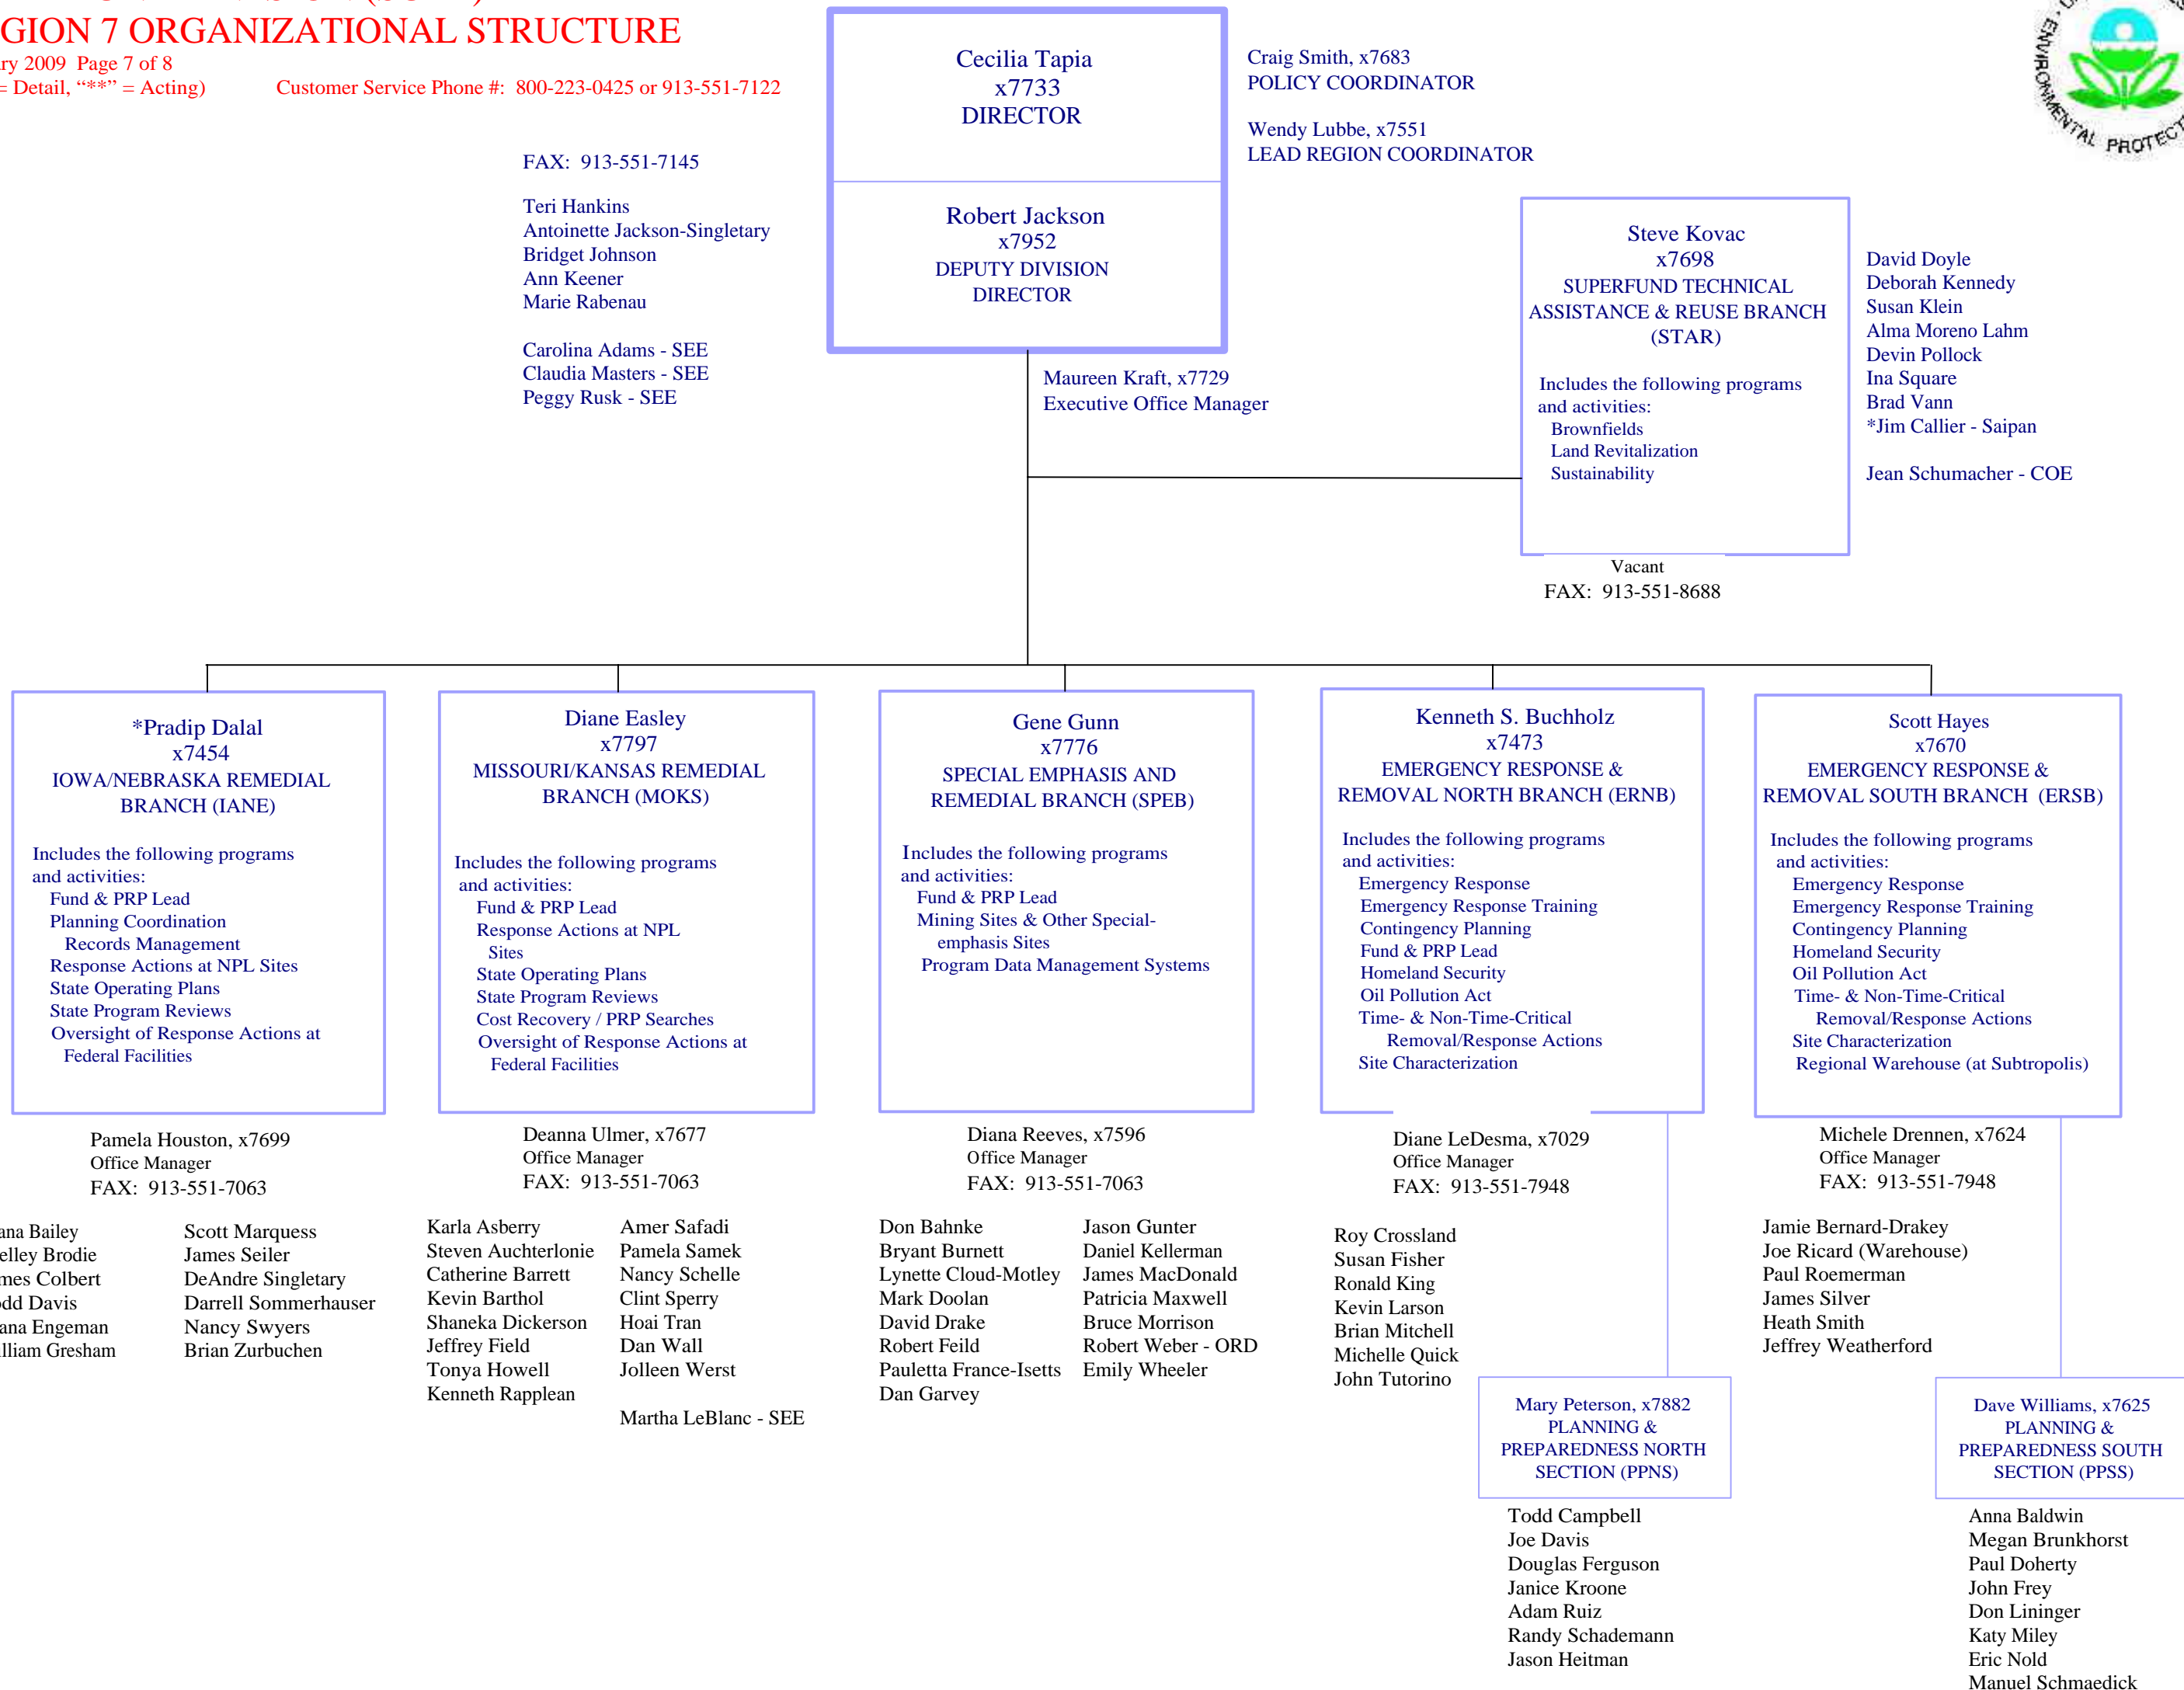 GION 7 ORGANIZATIONAL STRUCTURE
ry 2009 Page 7 of 8
= Detail, “**” = Acting)
Customer Service Phone #: 800-223-0425 or 913-551-7122
FAX: 913-551-7145
Teri Hankins
Antoinette Jackson-Singletary
Bridget Johnson
Ann Keener
Marie Rabenau
Carolina Adams - SEE
Claudia Masters - SEE
Peggy Rusk - SEE
Cecilia Tapia
x7733
DIRECTOR
Robert Jackson
x7952
DEPUTY DIVISION
DIRECTOR
Maureen Kraft, x7729
Executive Office Manager
Craig Smith, x7683
POLICY COORDINATOR
Wendy Lubbe, x7551
LEAD REGION COORDINATOR
ENVIRONMENTAL PROTECT
Steve Kovac
x7698
SUPERFUND TECHNICAL
ASSISTANCE & REUSE BRANCH
(STAR)
Includes the following programs
and activities:
Brownfields
Land Revitalization
Sustainability
Vacant
FAX: 913-551-8688
David Doyle
Deborah Kennedy
Susan Klein
Alma Moreno Lahm
Devin Pollock
Ina Square
Brad Vann
*Jim Callier - Saipan
Jean Schumacher - COE
*Pradip Dalal
x7454
IOWA/NEBRASKA REMEDIAL
BRANCH (IANE)
Includes the following programs
and activities:
Fund & PRP Lead
Planning Coordination
Records Management
Response Actions at NPL Sites
State Operating Plans
State Program Reviews
Oversight of Response Actions at
Federal Facilities
Pamela Houston, x7699
Office Manager
FAX: 913-551-7063
ana Bailey
elley Brodie
mes Colbert
dd Davis
ana Engeman
lliam Gresham
Scott Marquess
James Seiler
DeAndre Singletary
Darrell Sommerhauser
Nancy Swyers
Brian Zurbuchen
Diane Easley
x7797
MISSOURI/KANSAS REMEDIAL
BRANCH (MOKS)
Includes the following programs
and activities:
Fund & PRP Lead
Response Actions at NPL
Sites
State Operating Plans
State Program Reviews
Cost Recovery / PRP Searches
Oversight of Response Actions at
Federal Facilities
Deanna Ulmer, x7677
Office Manager
FAX: 913-551-7063
Karla Asberry
Steven Auchterlonie
Catherine Barrett
Kevin Barthol
Shaneka Dickerson
Jeffrey Field
Tonya Howell
Kenneth Rapplean
Amer Safadi
Pamela Samek
Nancy Schelle
Clint Sperry
Hoai Tran
Dan Wall
Jolleen Werst
Martha LeBlanc - SEE
Gene Gunn
x7776
SPECIAL EMPHASIS AND
REMEDIAL BRANCH (SPEB)
Includes the following programs
and activities:
Fund & PRP Lead
Mining Sites & Other Special-
emphasis Sites
Program Data Management Systems
Diana Reeves, x7596
Office Manager
FAX: 913-551-7063
Don Bahnke
Bryant Burnett
Lynette Cloud-Motley
Mark Doolan
David Drake
Robert Feild
Pauletta France-Isetts
Dan Garvey
Jason Gunter
Daniel Kellerman
James MacDonald
Patricia Maxwell
Bruce Morrison
Robert Weber - ORD
Emily Wheeler
Kenneth S. Buchholz
x7473
EMERGENCY RESPONSE &
REMOVAL NORTH BRANCH (ERNB)
Includes the following programs
and activities:
Emergency Response
Emergency Response Training
Contingency Planning
Fund & PRP Lead
Homeland Security
Oil Pollution Act
Time- & Non-Time-Critical
Removal/Response Actions
Site Characterization
Diane LeDesma, x7029
Office Manager
FAX: 913-551-7948
Roy Crossland
Susan Fisher
Ronald King
Kevin Larson
Brian Mitchell
Michelle Quick
John Tutorino
Mary Peterson, x7882
PLANNING &
PREPAREDNESS NORTH
SECTION (PPNS)
Todd Campbell
Joe Davis
Douglas Ferguson
Janice Kroone
Adam Ruiz
Randy Schademann
Jason Heitman
Scott Hayes
x7670
EMERGENCY RESPONSE &
REMOVAL SOUTH BRANCH (ERSB)
Includes the following programs
and activities:
Emergency Response
Emergency Response Training
Contingency Planning
Homeland Security
Oil Pollution Act
Time- & Non-Time-Critical
Removal/Response Actions
Site Characterization
Regional Warehouse (at Subtropolis)
Michele Drennen, x7624
Office Manager
FAX: 913-551-7948
Jamie Bernard-Drakey
Joe Ricard (Warehouse)
Paul Roemerman
James Silver
Heath Smith
Jeffrey Weatherford
Dave Williams, x7625
PLANNING &
PREPAREDNESS SOUTH
SECTION (PPSS)
Anna Baldwin
Megan Brunkhorst
Paul Doherty
John Frey
Don Lininger
Katy Miley
Eric Nold
Manuel Schmaedick